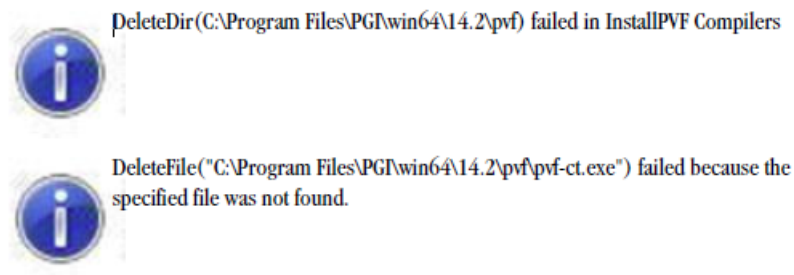 DeleteDir(C:\Program Files\PGI\win64\14.2\pvf) failed in InstallPVF Compilers
DeleteFile("C:\Program Files\PGI\win64\14.2\pvf\pvf-ct.exe") failed because the
specified file was not found.